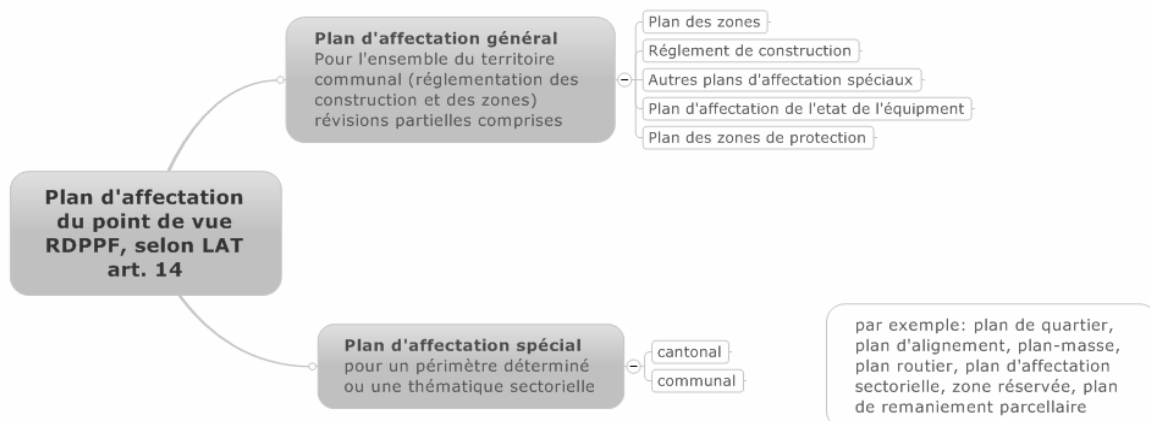 Plan d'affectation général
Pour l'ensemble du territoire
communal (réglementation des
construction et des zones)
révisions partielles comprises
Plan des zones
Réglement de construction
Autres plans d'affectation spéciaux
Plan d'affectation de l'etat de l'équipment
Plan des zones de protection
Plan d'affectation
du point de vue
RDPPF, selon LAT
art. 14
Plan d'affectation spécial
pour un périmètre déterminé
ou une thématique sectorielle
cantonal
communal
par exemple: plan de quartier,
plan d'alignement, plan-masse,
plan routier, plan d'affectation
sectorielle, zone réservée, plan
de remaniement parcellaire